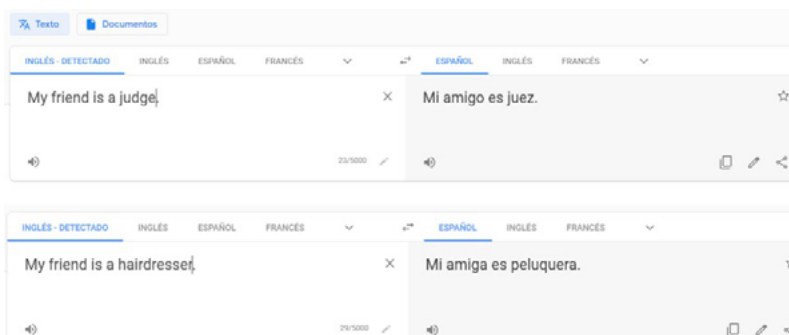 Texto Documentos
INGLÉS - DETECTADO INGLÉS ESPAÑOL FRANCÉS ESPAÑOL INGLÉS FRANCÉS
My friend is a judge. Mi amigo es juez.
23/5000
INGLÉS - DETECTADO INGLÉS ESPAÑOL FRANCÉS ESPAÑOL INGLÉS FRANCÉS
My friend is a hairdresser. Mi amiga es peluquera.
29/5000